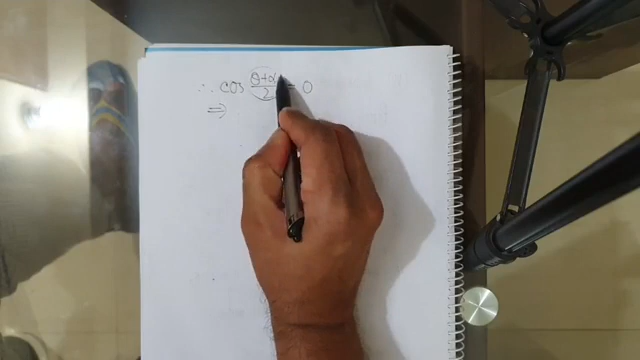 ∴ cos (θ+α/2) = 0
⇒